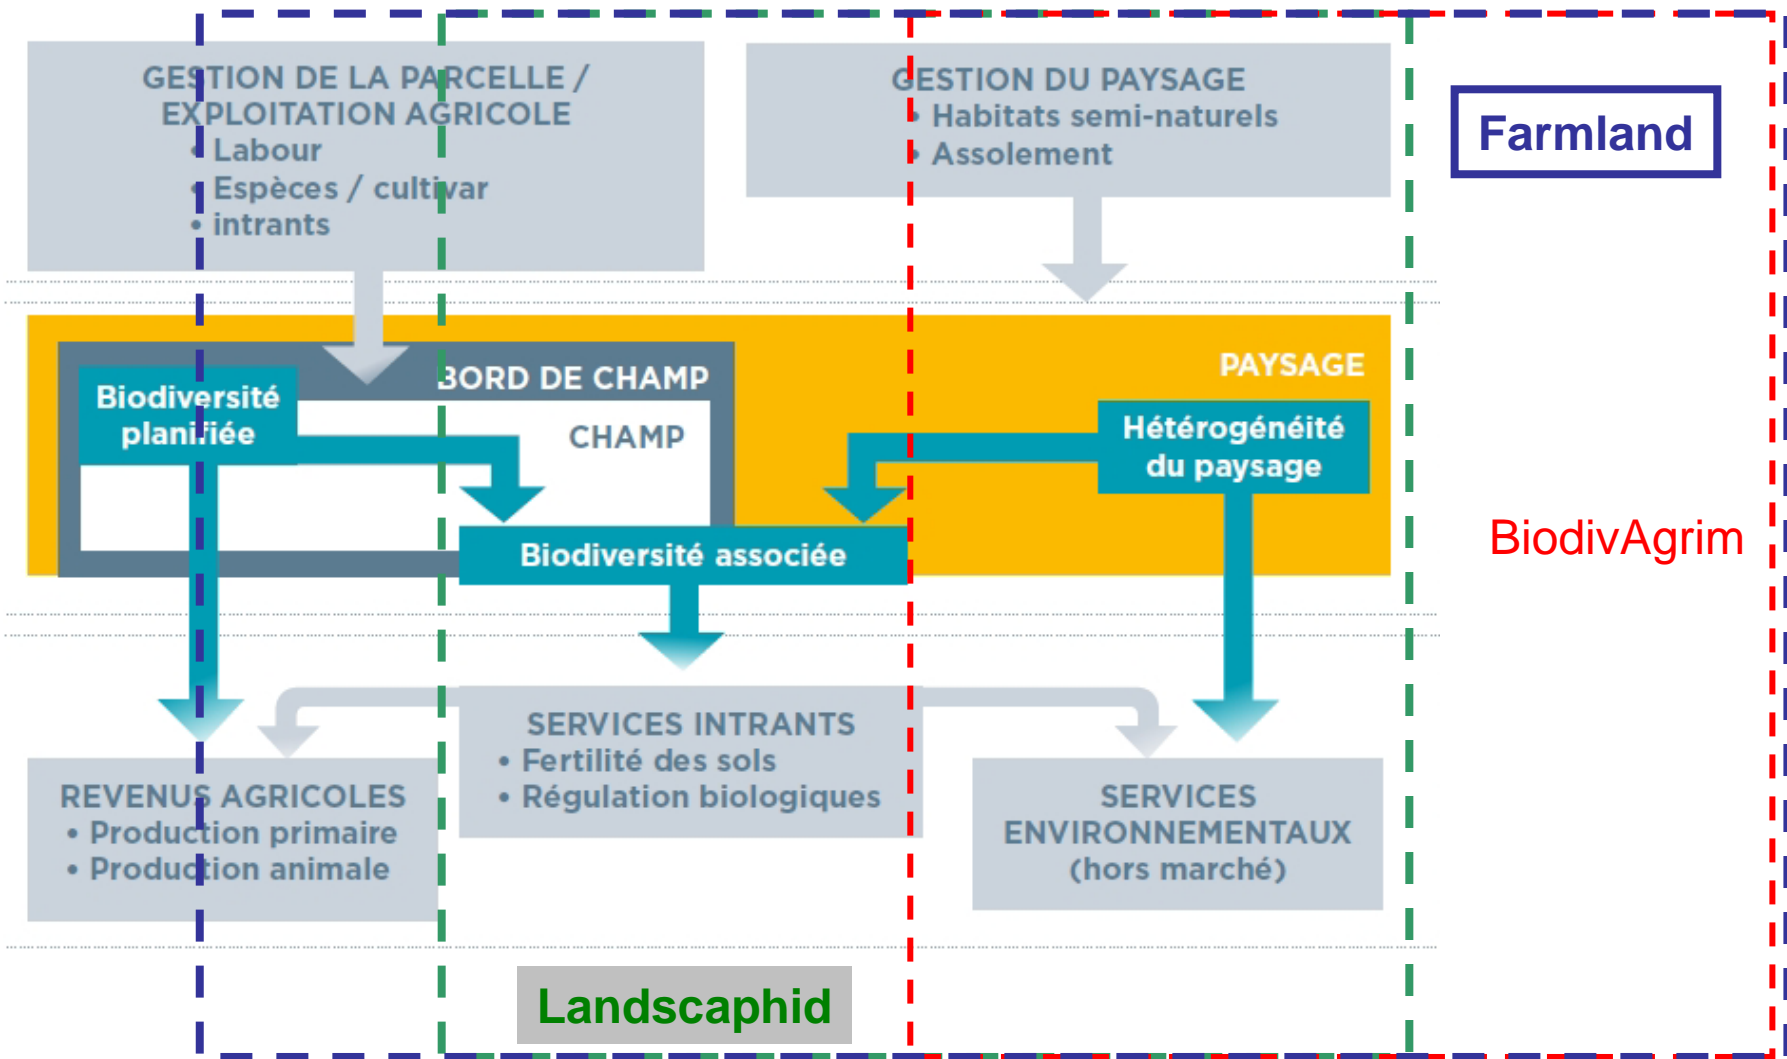 GESTION DE LA PARCELLE /
EXPLOITATION AGRICOLE
• Labour
• Espèces / cultivar
• intrants
GESTION DU PAYSAGE
• Habitats semi-naturels
• Assolement
Farmland
BORD DE CHAMP
CHAMP
PAYSAGE
Biodiversité
planifiée
Hétérogénéité
du paysage
Biodiversité associée
BiodivAgrim
SERVICES INTRANTS
• Fertilité des sols
• Régulation biologiques
REVENUS AGRICOLES
• Production primaire
• Production animale
SERVICES
ENVIRONNEMENTAUX
(hors marché)
Landscaphid